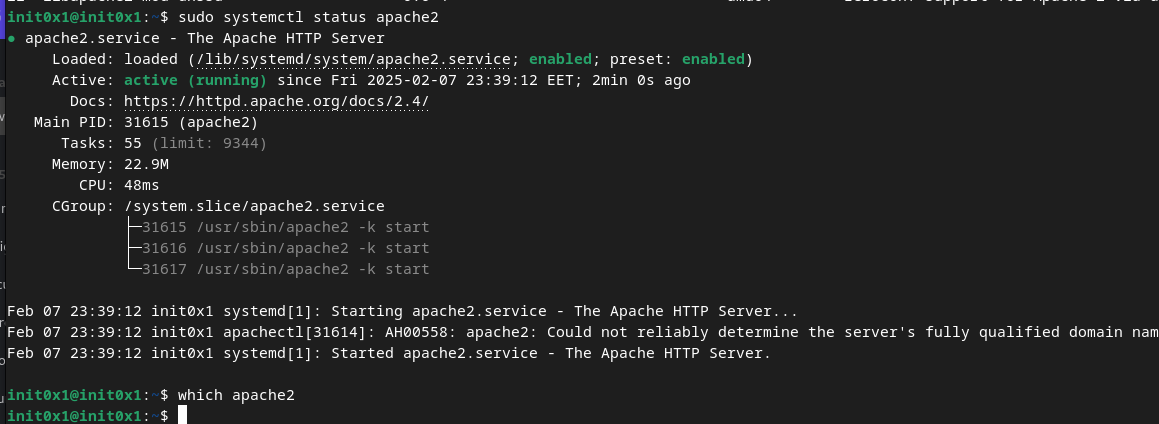 init0x1@init0x1:~$ sudo systemctl status apache2
● apache2.service - The Apache HTTP Server
Loaded: loaded (/lib/systemd/system/apache2.service; enabled; preset: enabled)
Active: active (running) since Fri 2025-02-07 23:39:12 EET; 2min 0s ago
Docs: https://httpd.apache.org/docs/2.4/
Main PID: 31615 (apache2)
Tasks: 55 (limit: 9344)
Memory: 22.9M
CPU: 48ms
CGroup: /system.slice/apache2.service
├─31615 /usr/sbin/apache2 -k start
├─31616 /usr/sbin/apache2 -k start
└─31617 /usr/sbin/apache2 -k start
Feb 07 23:39:12 init0x1 systemd[1]: Starting apache2.service - The Apache HTTP Server...
Feb 07 23:39:12 init0x1 apachectl[31614]: AH00558: apache2: Could not reliably determine the server's fully qualified domain nam
Feb 07 23:39:12 init0x1 systemd[1]: Started apache2.service - The Apache HTTP Server.
init0x1@init0x1:~$ which apache2
init0x1@init0x1:~$